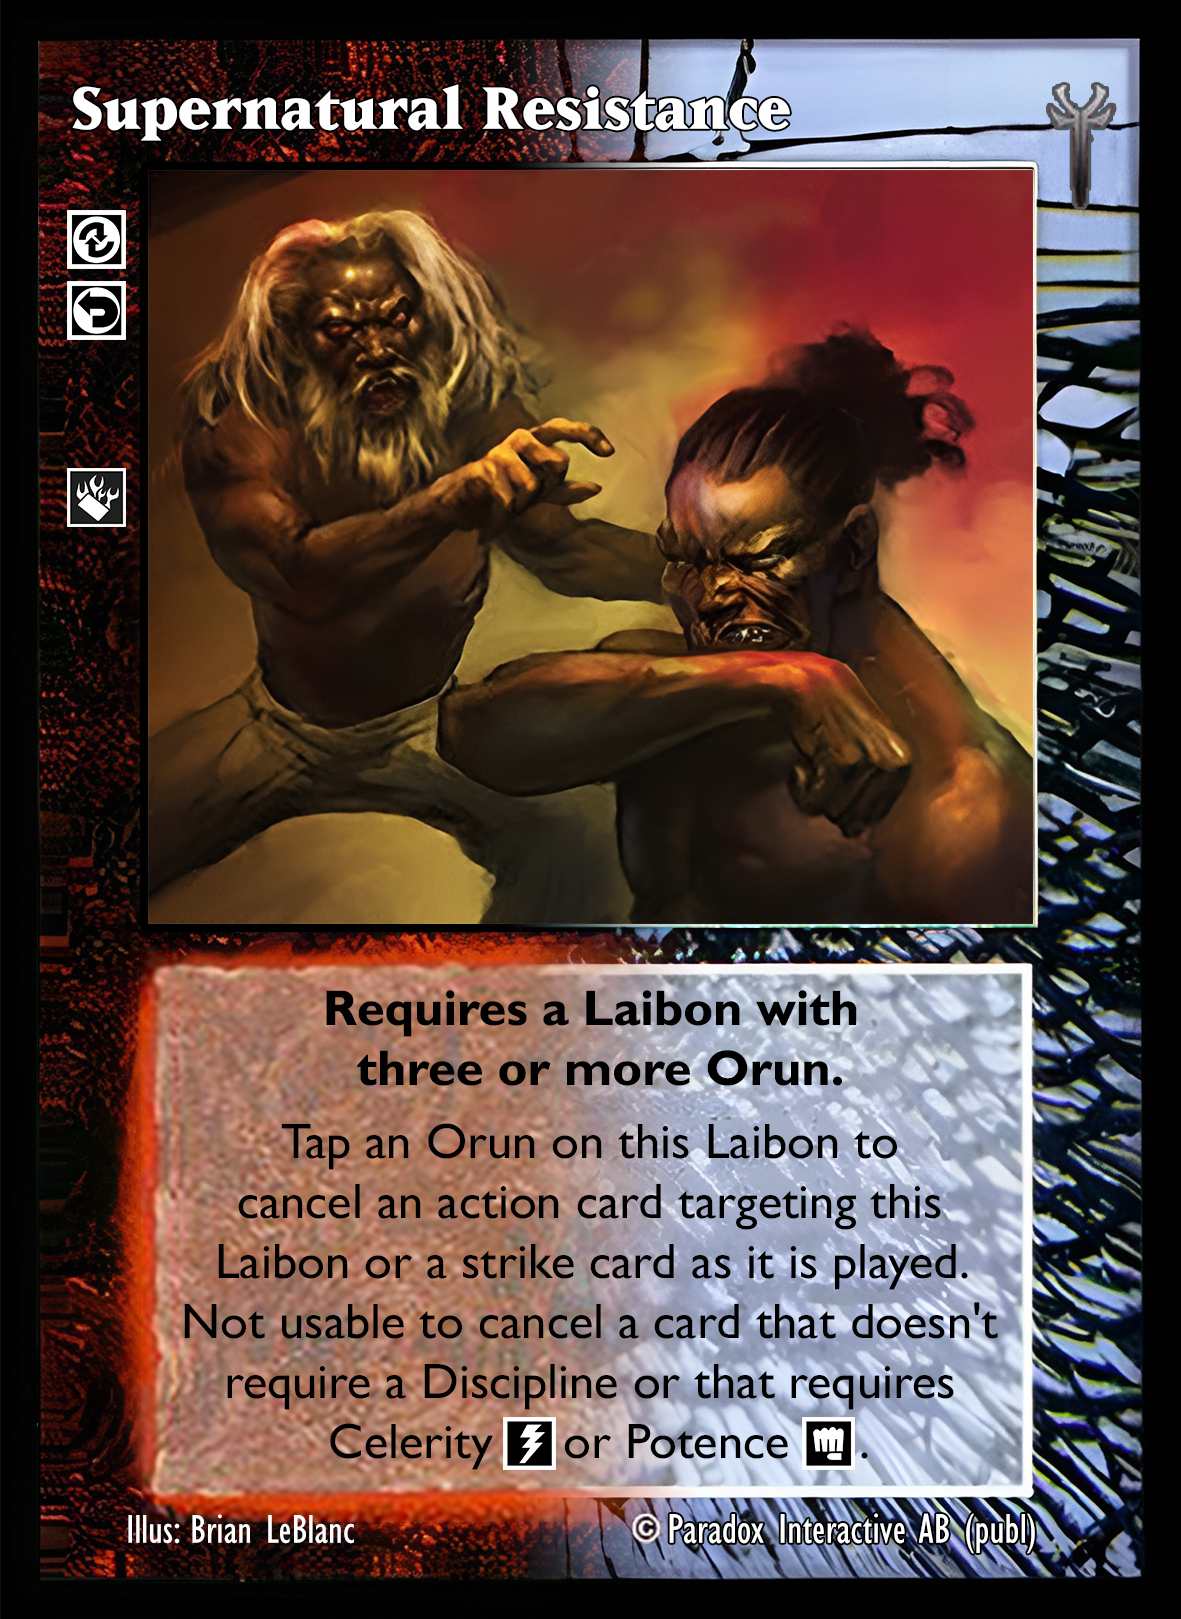 Supernatural Resistance
Requires a Laibon with
three or more Orun.
Tap an Orun on this Laibon to
cancel an action card targeting this
Laibon or a strike card as it is played.
Not usable to cancel a card that doesn't
require a Discipline or that requires
Celerity or Potence .
Illus: Brian LeBlanc
© Paradox Interactive AB (publ)